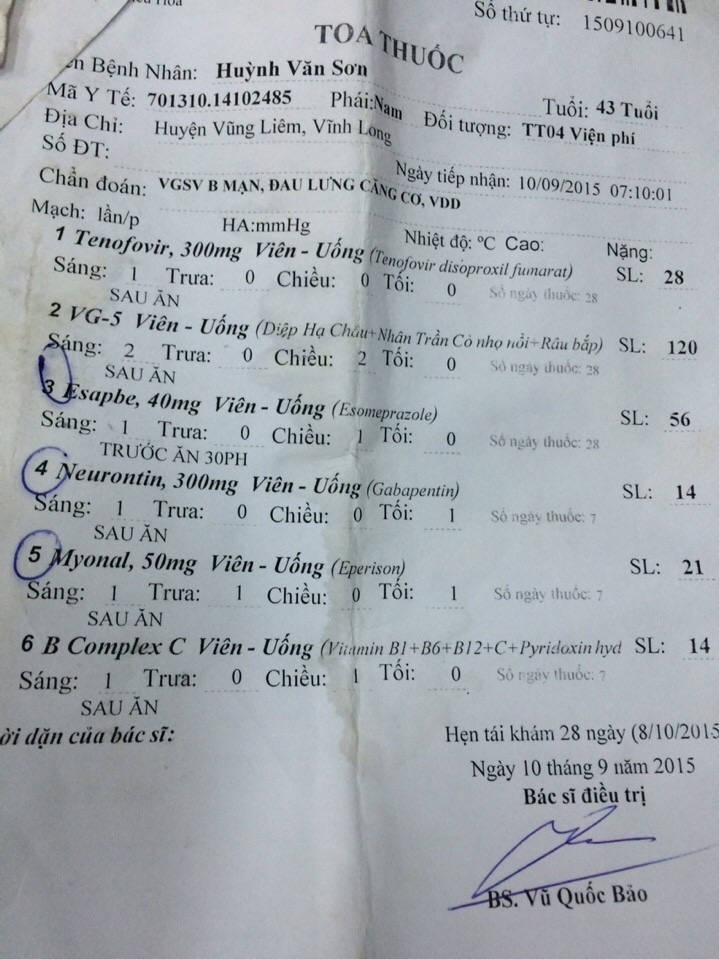 Số thứ tự: 1509100641
TOA THUỐC
Bệnh Nhân: Huỳnh Văn Sơn
Mã Y Tế: 701310.14102485 Phái: Nam Tuổi: 43 Tuổi
Địa Chỉ: Huyện Vũng Liêm, Vĩnh Long Đối tượng: TT04 Viện phí
Số ĐT:
Ngày tiếp nhận: 10/09/2015 07:10:01
Chẩn đoán: VGSV B MẠN, ĐAU LƯNG CĂNG CƠ, VDD
Mạch: lần/p HA:mmHg Nhiệt độ: ºC Cao: Nặng:
1 Tenofovir, 300mg Viên - Uống (Tenofovir disoproxil fumarat) SL: 28
Sáng: 1 Trưa: 0 Chiều: 0 Tối: 0 Số ngày thuốc: 28
SAU ĂN
2 VG-5 Viên - Uống (Diệp Hạ Châu+Nhân Trần Cỏ nhọ nồi+Râu bắp) SL: 120
Sáng: 2 Trưa: 0 Chiều: 2 Tối: 0 Số ngày thuốc: 28
SAU ĂN
3 Esapbe, 40mg Viên - Uống (Esomeprazole) SL: 56
Sáng: 1 Trưa: 0 Chiều: 1 Tối: 0 Số ngày thuốc: 28
TRƯỚC ĂN 30PH
4 Neurontin, 300mg Viên - Uống (Gabapentin) SL: 14
Sáng: 1 Trưa: 0 Chiều: 0 Tối: 1 Số ngày thuốc: 7
SAU ĂN
5 Myonal, 50mg Viên - Uống (Eperison) SL: 21
Sáng: 1 Trưa: 1 Chiều: 0 Tối: 1 Số ngày thuốc: 7
SAU ĂN
6 B Complex C Viên - Uống (Vitamin B1+B6+B12+C+Pyridoxin hyd SL: 14
Sáng: 1 Trưa: 0 Chiều: 1 Tối: 0 Số ngày thuốc: 7
SAU ĂN
ời dặn của bác sĩ:
Hẹn tái khám 28 ngày (8/10/2015
Ngày 10 tháng 9 năm 2015
Bác sĩ điều trị
BS. Vũ Quốc Bảo